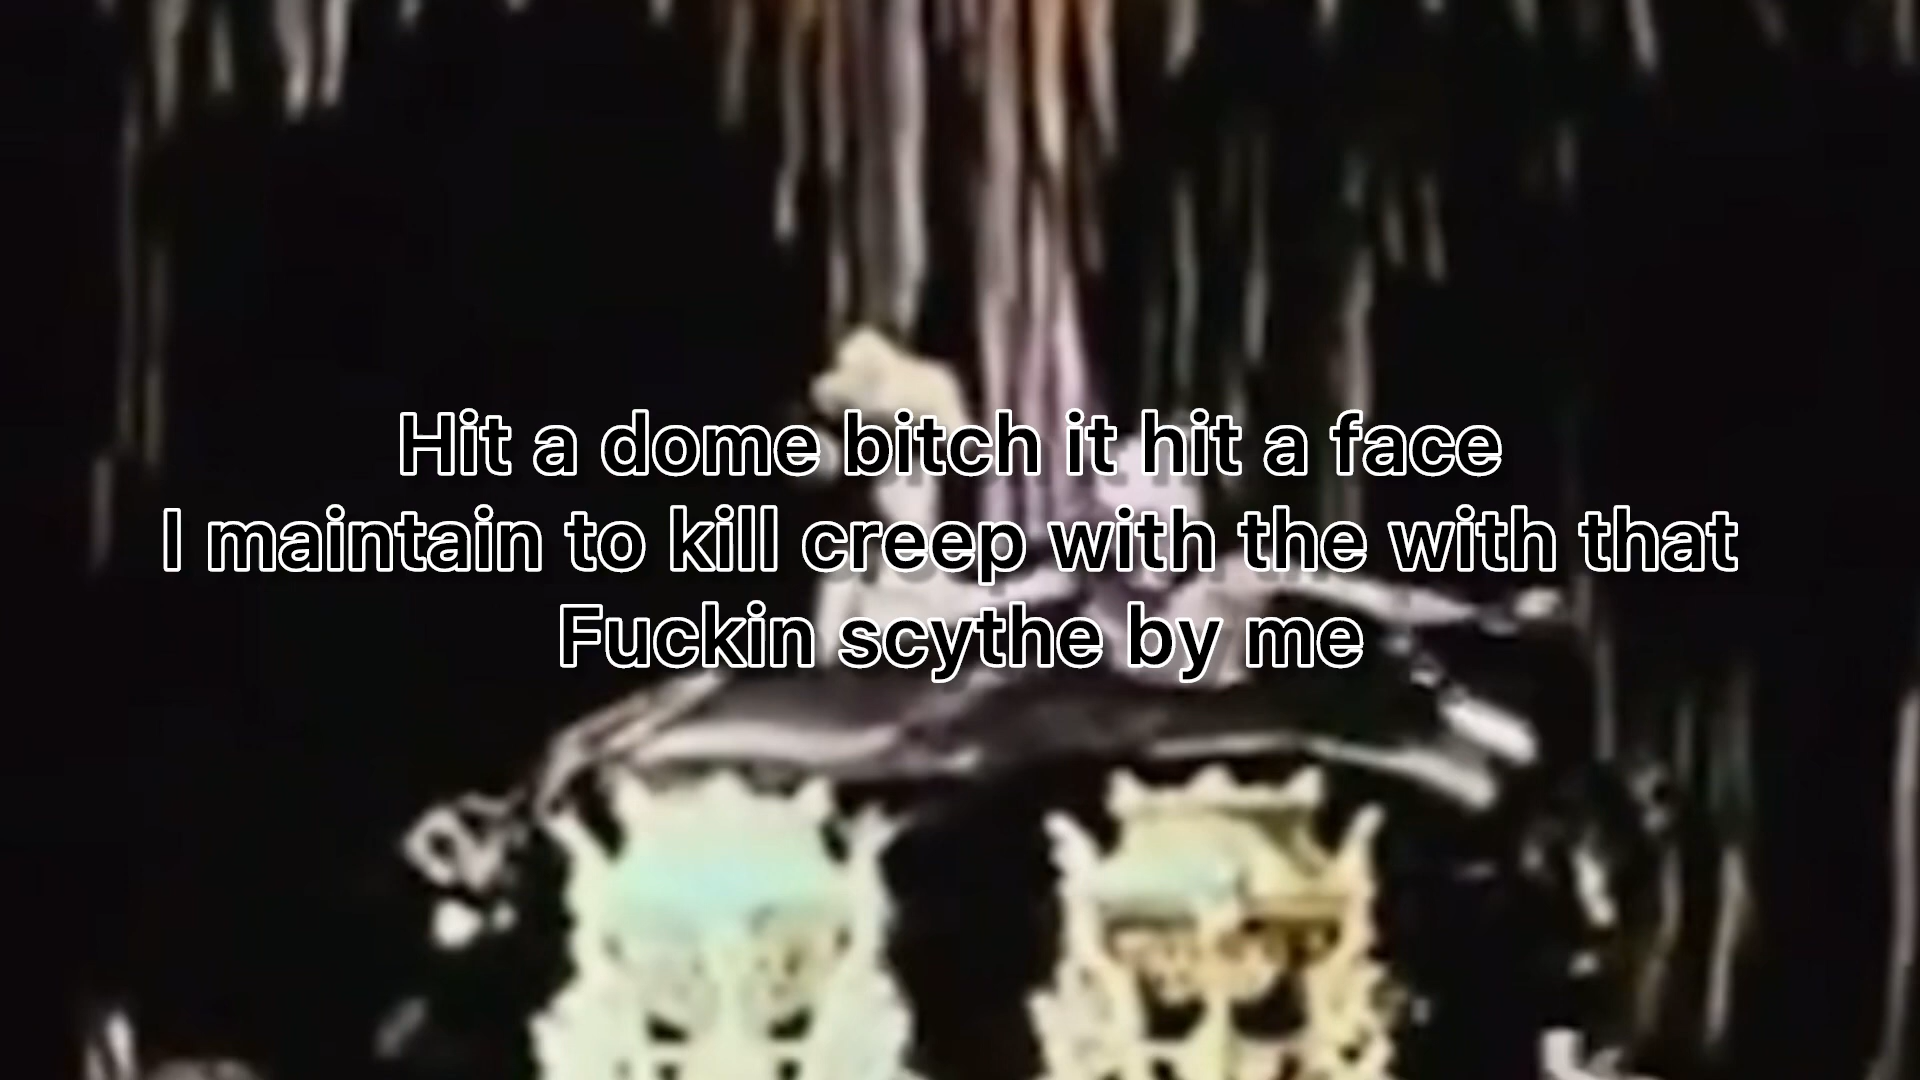 Hit a dome bitch it hit a face
I maintain to kill creep with the with that
Fuckin scythe by me